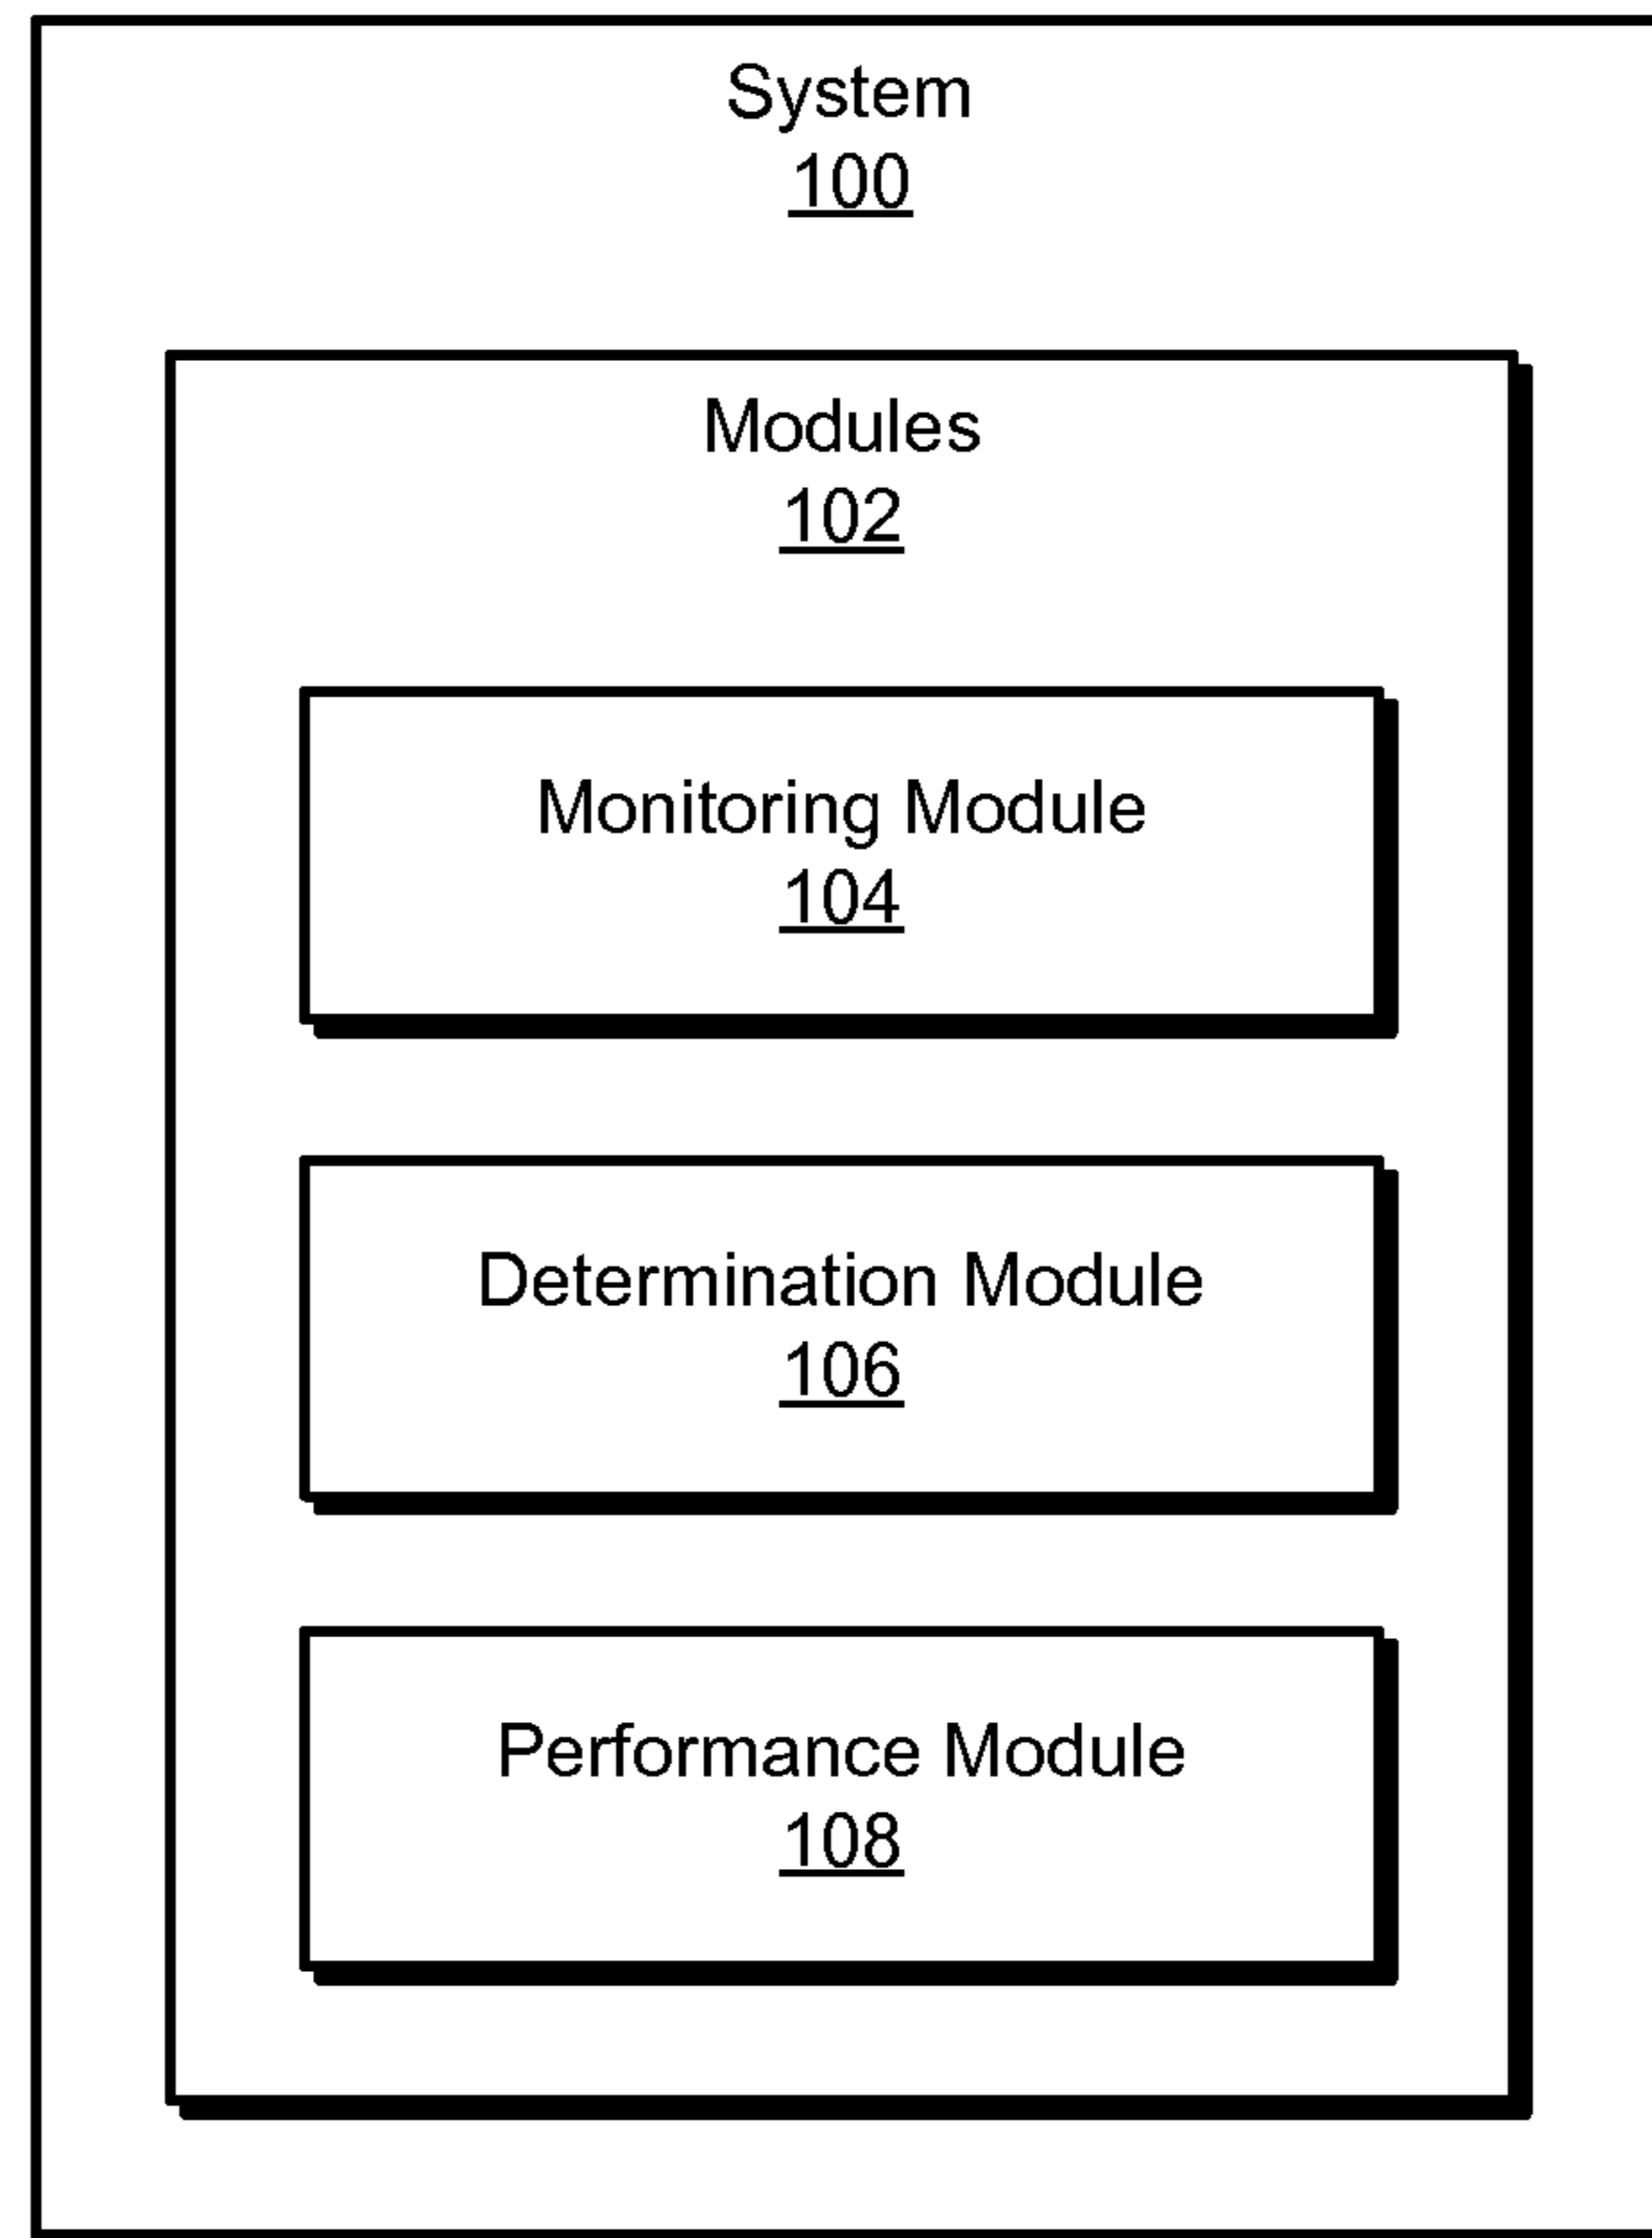 System
100
Modules
102
Monitoring Module
104
Determination Module
106
Performance Module
108